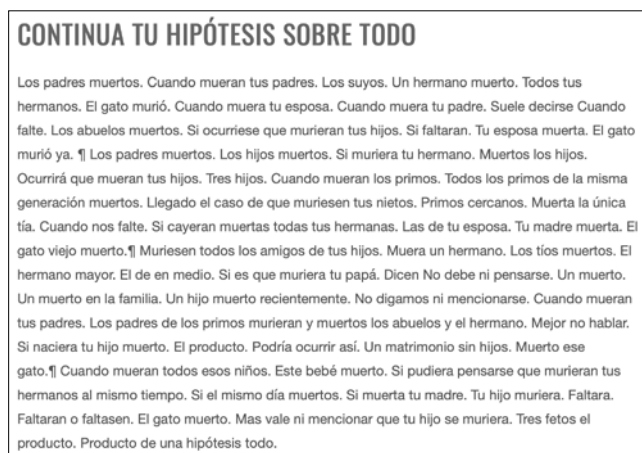 CONTINUA TU HIPÓTESIS SOBRE TODO
Los padres muertos. Cuando mueran tus padres. Los suyos. Un hermano muerto. Todos tus
hermanos. El gato murió. Cuando muera tu esposa. Cuando muera tu padre. Suele decirse Cuando
falte. Los abuelos muertos. Si ocurriese que murieran tus hijos. Si faltaran. Tu esposa muerta. El gato
murió ya. ¶ Los padres muertos. Los hijos muertos. Si muriera tu hermano. Muertos los hijos.
Ocurrirá que mueran tus hijos. Tres hijos. Cuando mueran los primos. Todos los primos de la misma
generación muertos. Llegado el caso de que muriesen tus nietos. Primos cercanos. Muerta la única
tía. Cuando nos falte. Si cayeran muertas todas tus hermanas. Las de tu esposa. Tu madre muerta. El
gato viejo muerto.¶ Muriesen todos los amigos de tus hijos. Muera un hermano. Los tíos muertos. El
hermano mayor. El de en medio. Si es que muriera tu papá. Dicen No debe ni pensarse. Un muerto.
Un muerto en la familia. Un hijo muerto recientemente. No digamos ni mencionarse. Cuando mueran
tus padres. Los padres de los primos murieran y muertos los abuelos y el hermano. Mejor no hablar.
Si naciera tu hijo muerto. El producto. Podría ocurrir así. Un matrimonio sin hijos. Muerto ese
gato.¶ Cuando mueran todos esos niños. Este bebé muerto. Si pudiera pensarse que murieran tus
hermanos al mismo tiempo. Si el mismo día muertos. Si muerta tu madre. Tu hijo muriera. Faltara.
Faltaran o faltasen. El gato muerto. Mas vale ni mencionar que tu hijo se muriera. Tres fetos el
producto. Producto de una hipótesis todo.